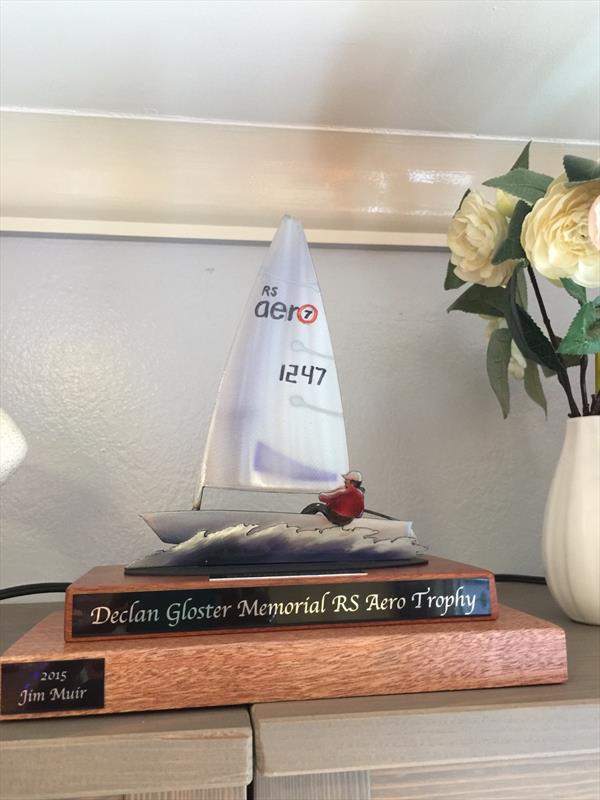 RS
aero
7
1247
Declan Gloster Memorial RS Aero Trophy
2015
Jim Muir